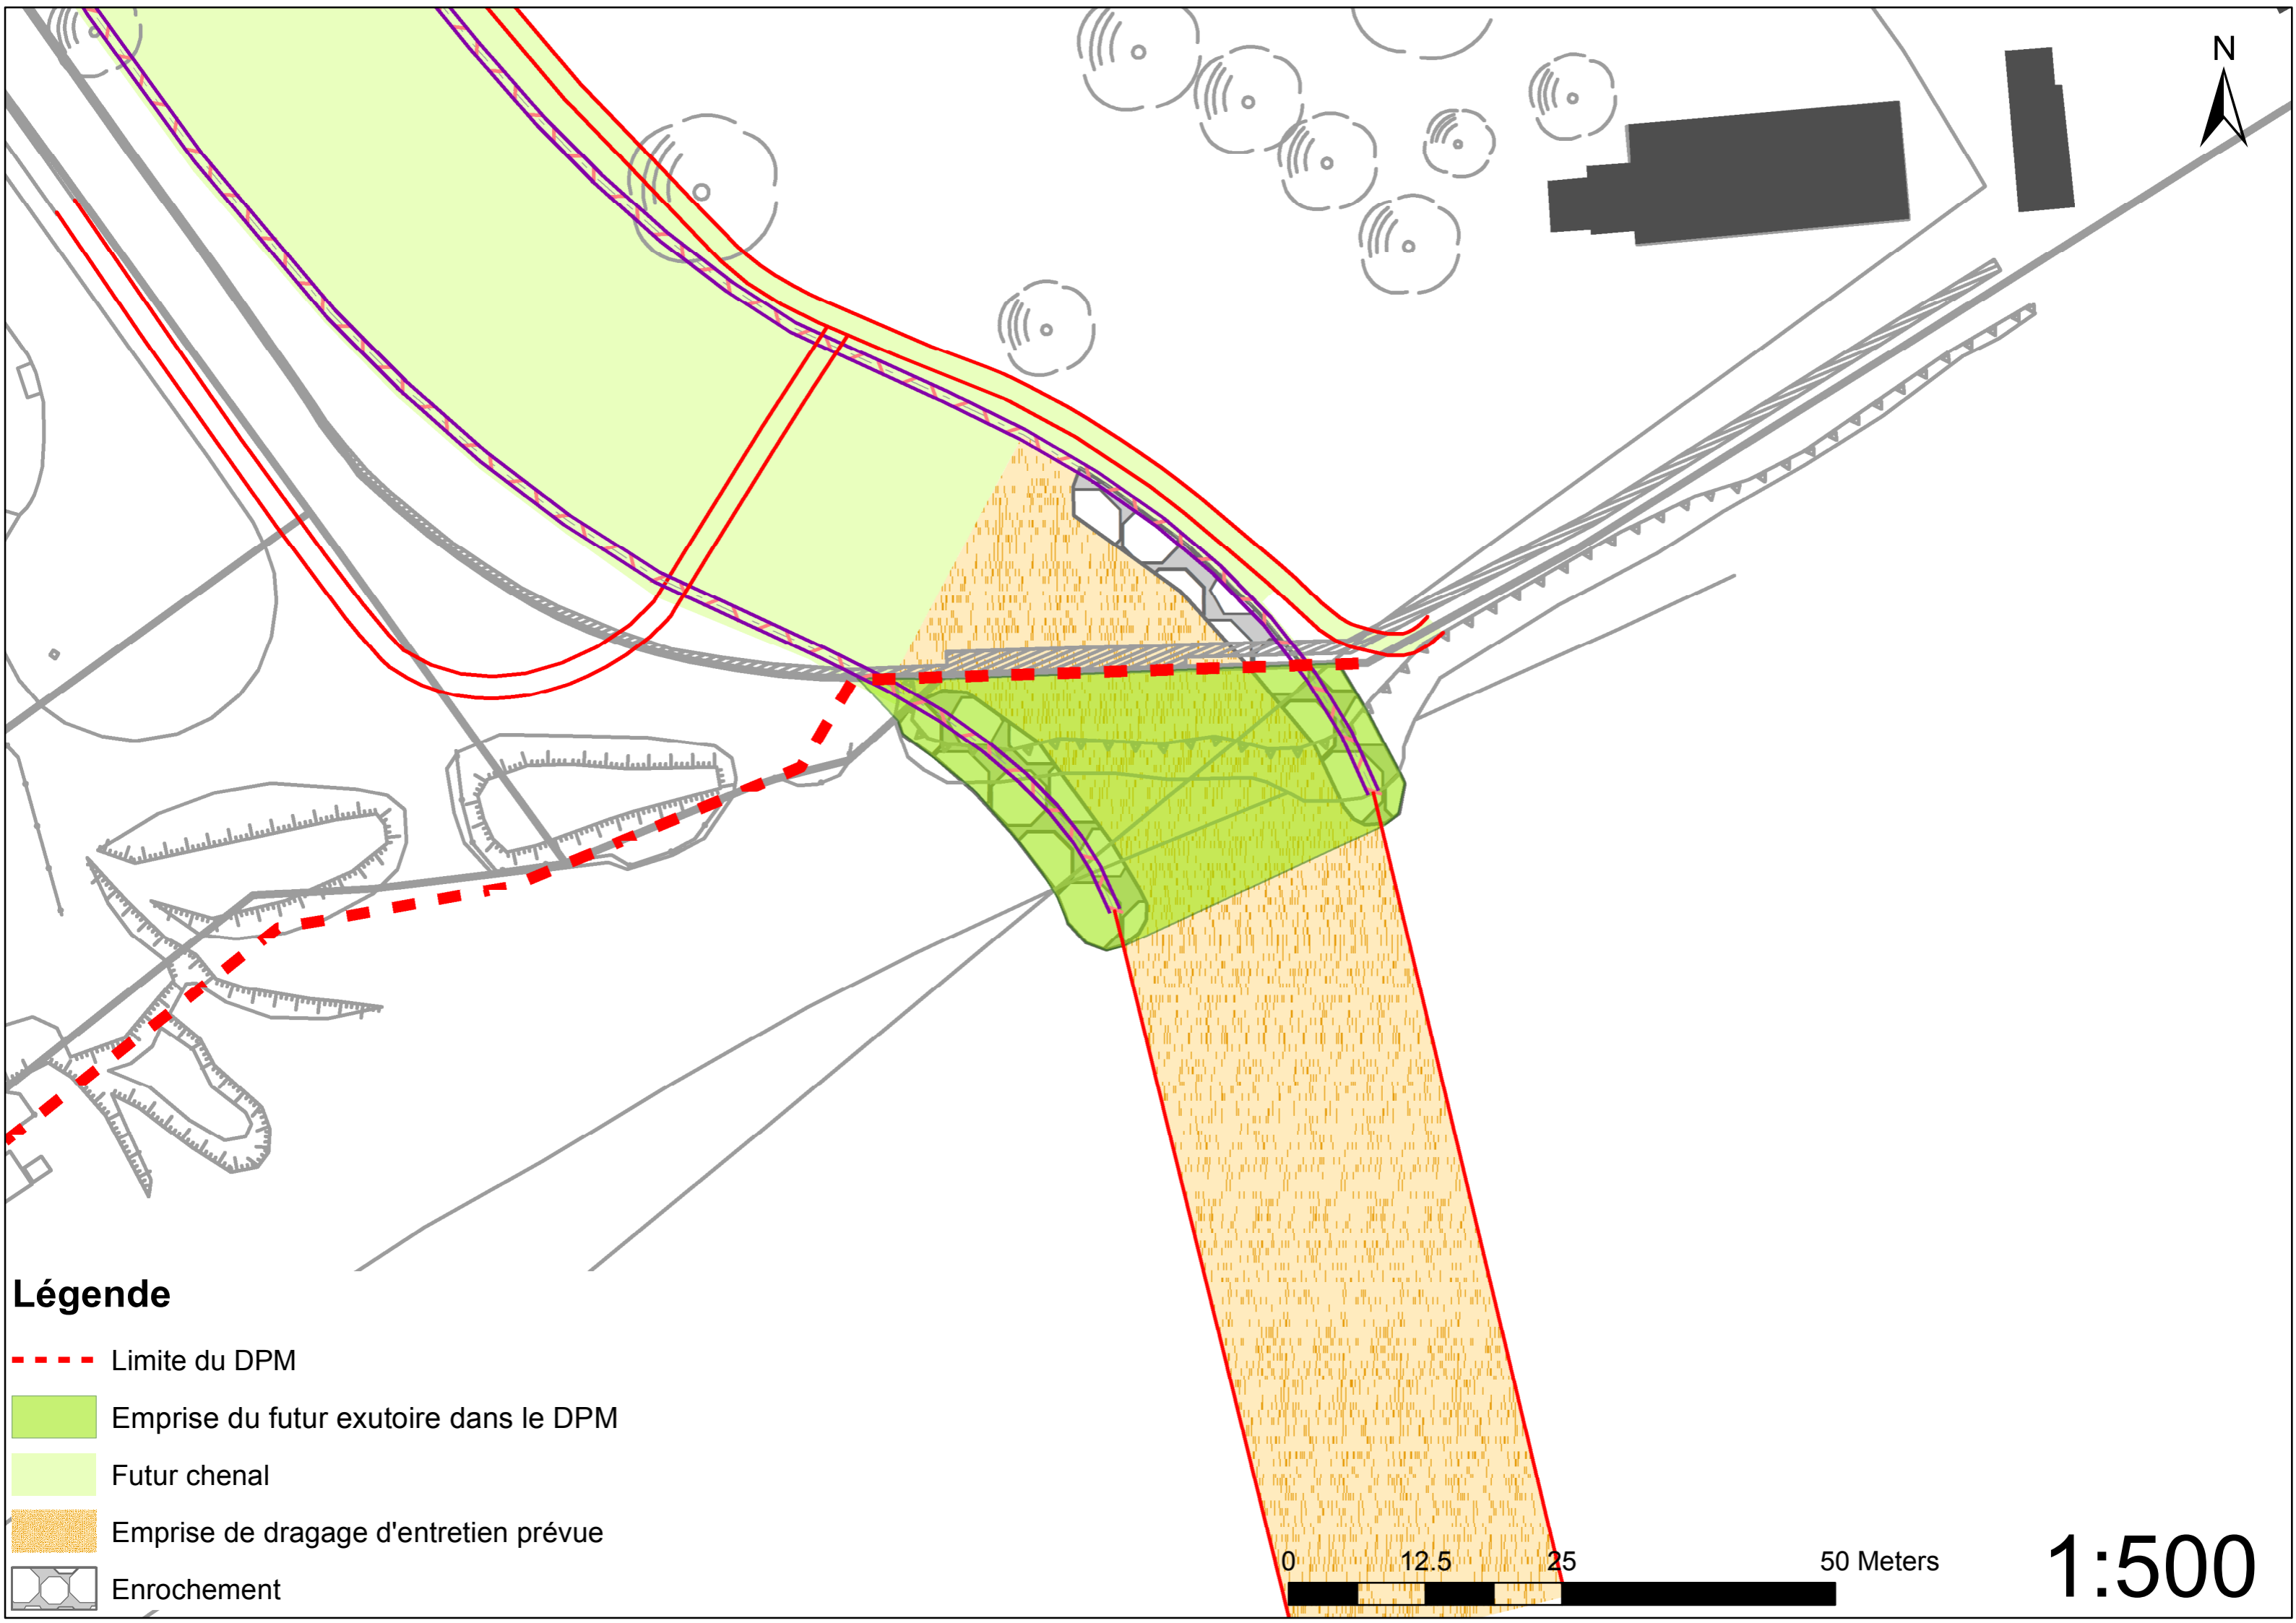 N
Légende
Limite du DPM
Emprise du futur exutoire dans le DPM
Futur chenal
Emprise de dragage d'entretien prévue
Enrochement
0 12.5 25 50 Meters
1:500